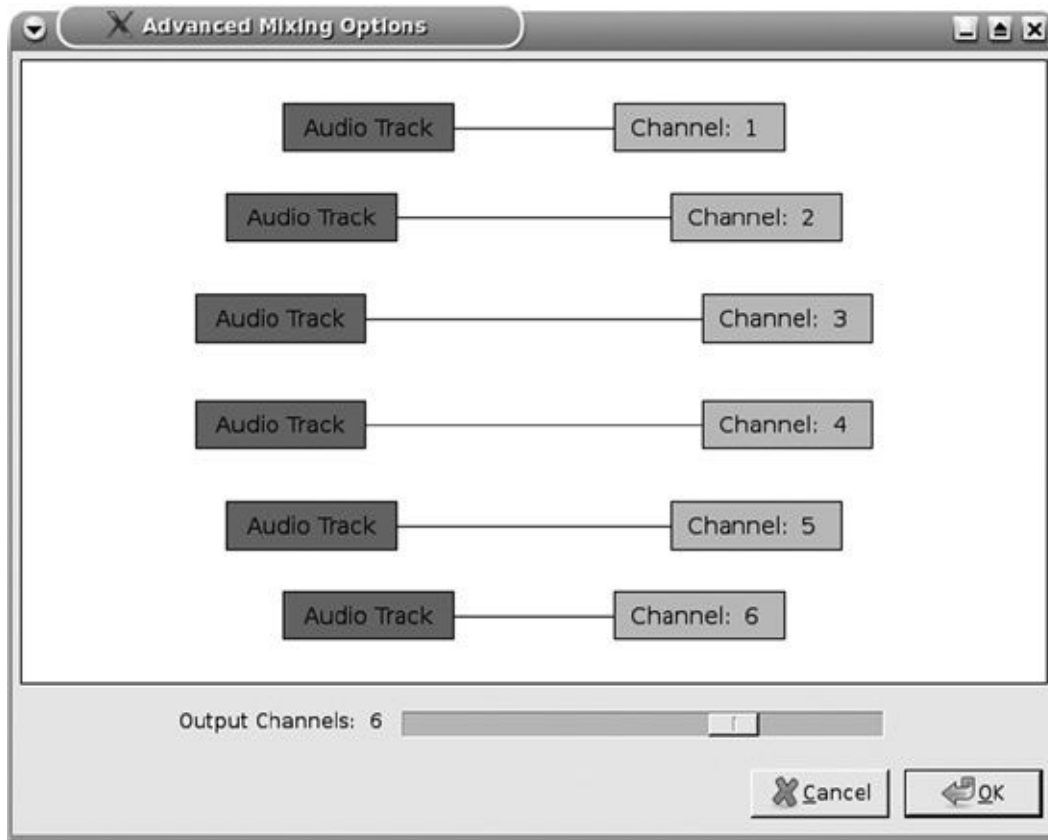 Advanced Mixing Options
Audio Track Channel: 1
Audio Track Channel: 2
Audio Track Channel: 3
Audio Track Channel: 4
Audio Track Channel: 5
Audio Track Channel: 6
Output Channels: 6
Cancel OK